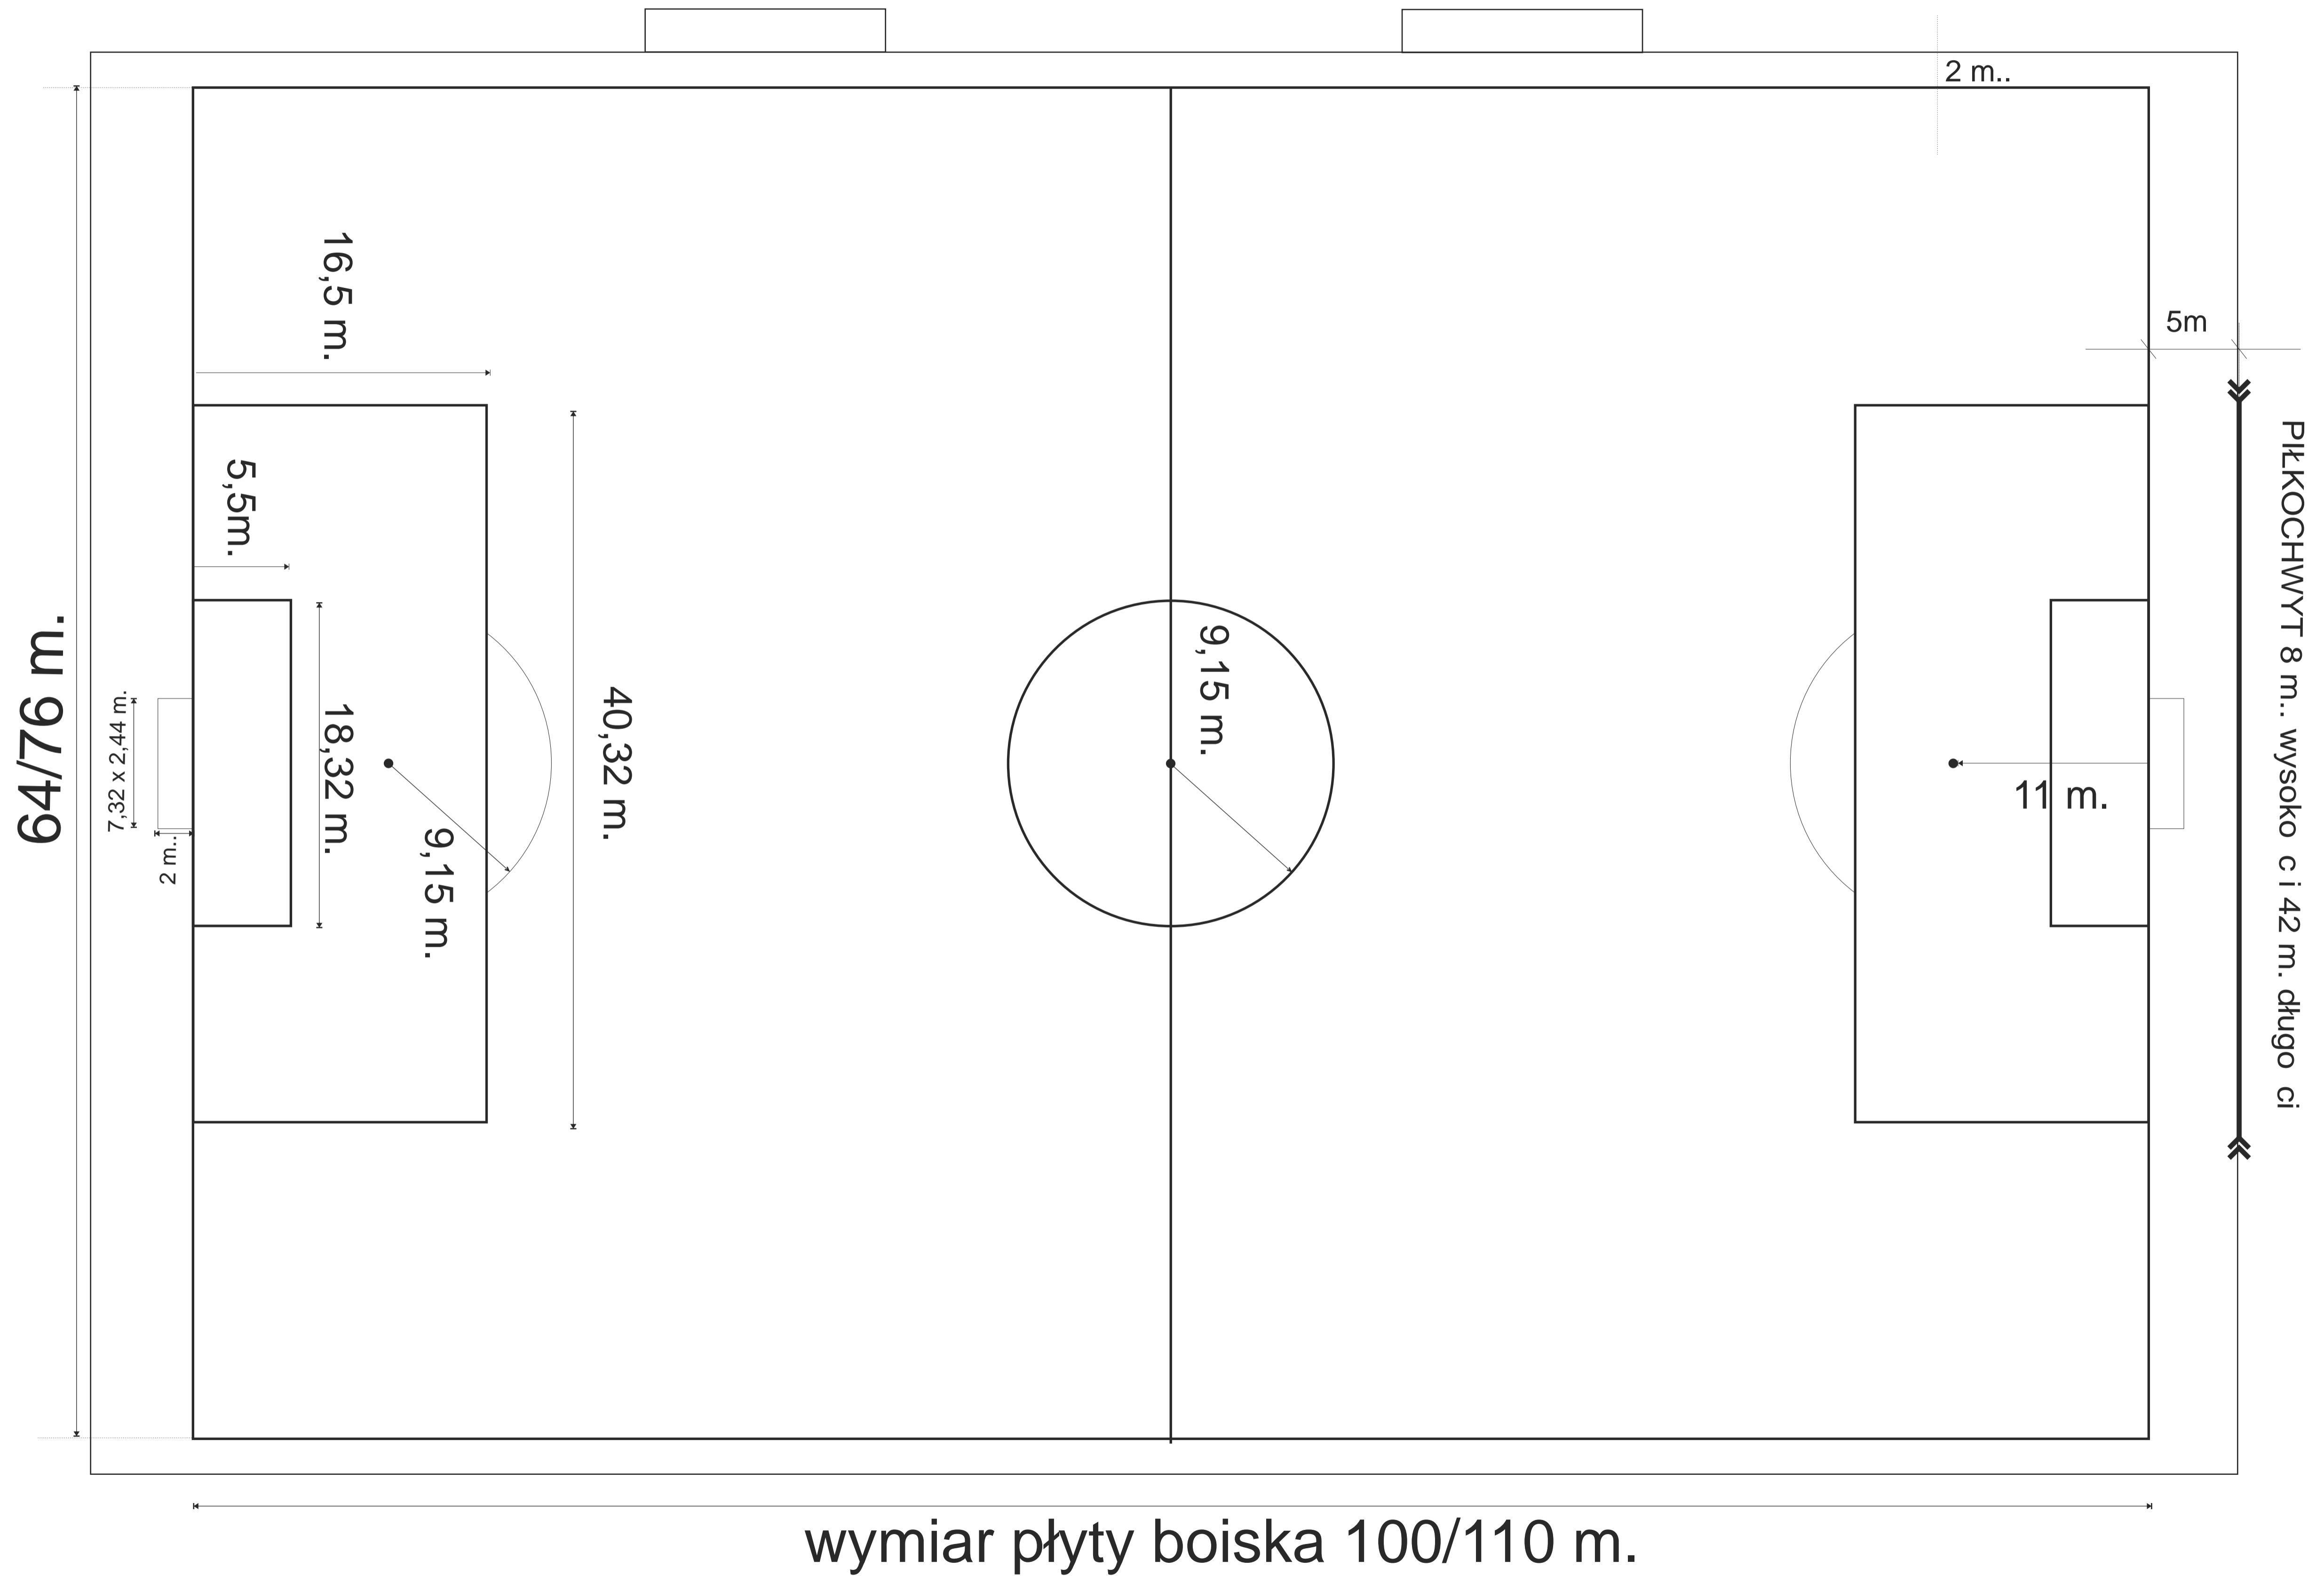 2 m..
16,5 m.
5m
5,5m.
PIŁKOCHWYT 8 m.. wysoko ci i 42 m. długo ci
64/76 m.
7,32 x 2,44 m.
2 m..
18,32 m.
9,15 m.
40,32 m.
9,15 m.
11 m.
wymiar płyty boiska 100/110 m.